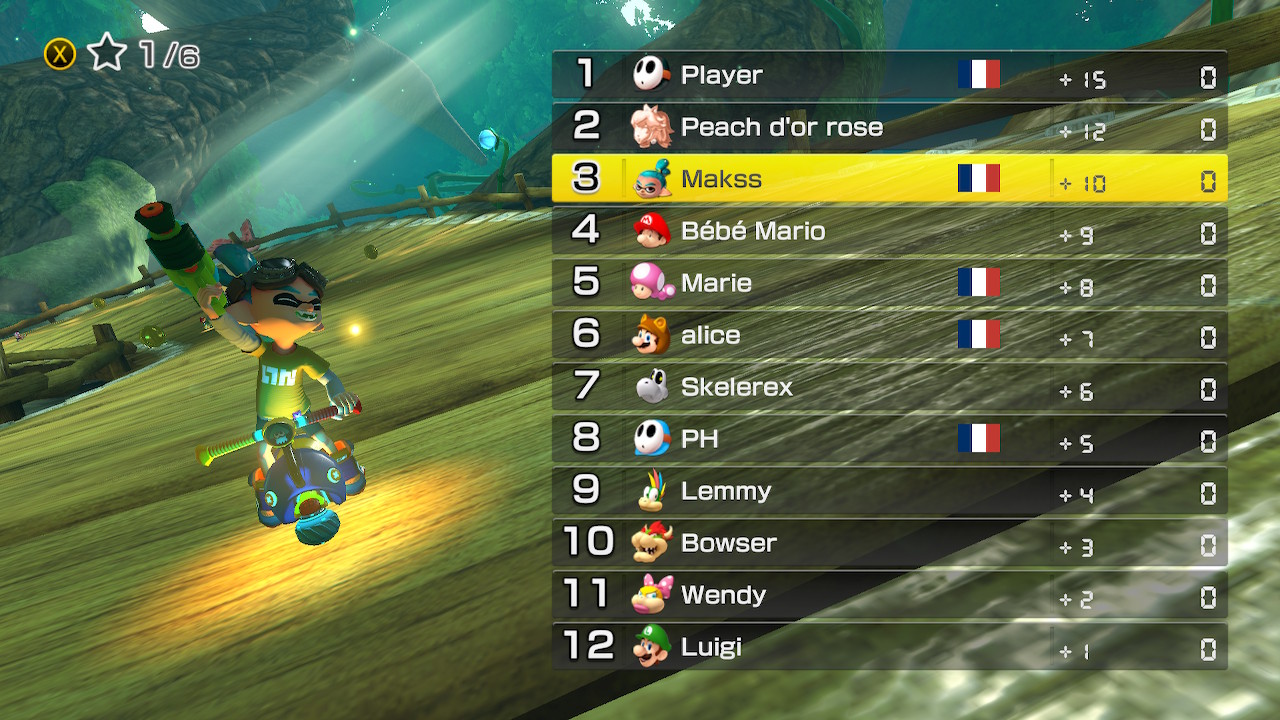 X 1/6
1 Player + 15 0
2 Peach d'or rose + 12 0
3 Makss + 10 0
4 Bébé Mario + 9 0
5 Marie + 8 0
6 alice + 7 0
7 Skelerex + 6 0
8 PH + 5 0
9 Lemmy + 4 0
10 Bowser + 3 0
11 Wendy + 2 0
12 Luigi + 1 0